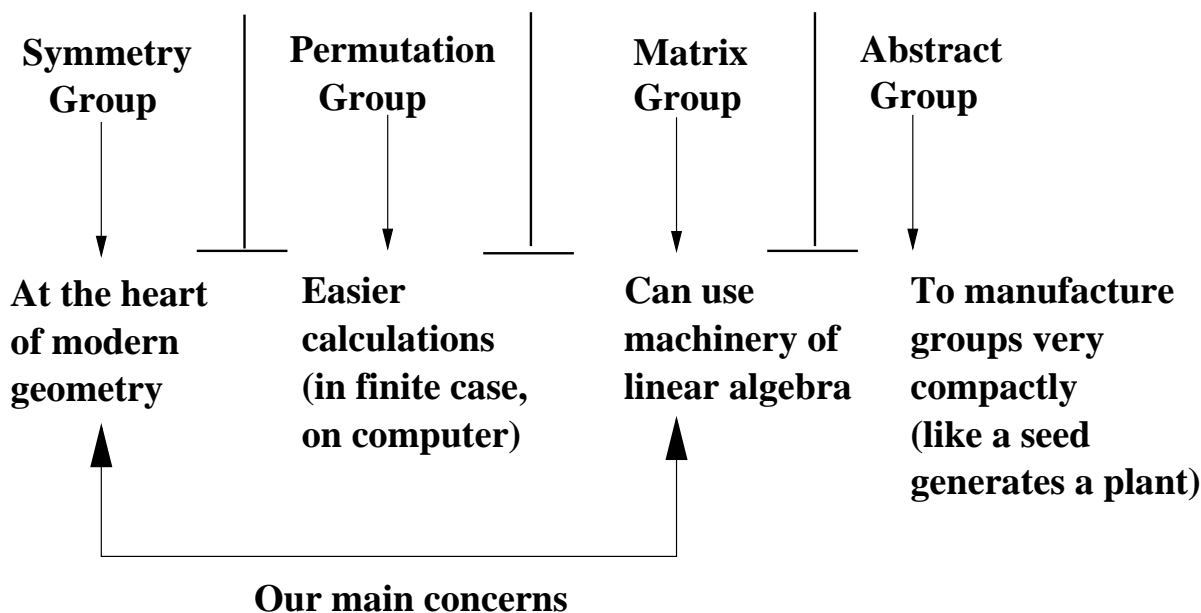 Symmetry
Group
Permutation
Group
Matrix
Group
Abstract
Group
At the heart
of modern
geometry
Easier
calculations
(in finite case,
on computer)
Can use
machinery of
linear algebra
To manufacture
groups very
compactly
(like a seed
generates a plant)
Our main concerns